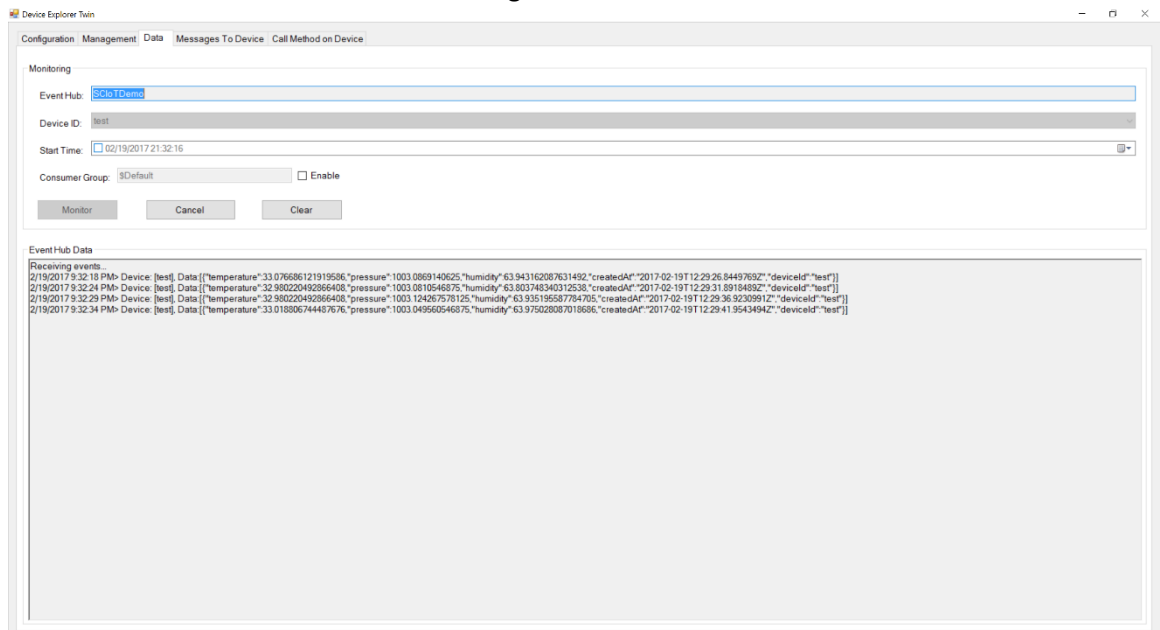 Device Explorer Twin
Configuration Management Data Messages To Device Call Method on Device
Monitoring
Event Hub: SCIoTDemo
Device ID: test
Start Time: 02/19/2017 21:32:16
Consumer Group: $Default Enable
Monitor Cancel Clear
Event Hub Data
Receiving events...
2/19/2017 9:32:18 PM> Device: [test], Data:[{"temperature":33.076686121919586,"pressure":1003.0869140625,"humidity":63.943162087631492,"createdAt":"2017-02-19T12:29:26.8449769Z","deviceId":"test"}]
2/19/2017 9:32:24 PM> Device: [test], Data:[{"temperature":32.980220492866408,"pressure":1003.0810546875,"humidity":63.803748340312538,"createdAt":"2017-02-19T12:29:31.8918489Z","deviceId":"test"}]
2/19/2017 9:32:29 PM> Device: [test], Data:[{"temperature":32.980220492866408,"pressure":1003.124267578125,"humidity":63.935195587784705,"createdAt":"2017-02-19T12:29:36.9230991Z","deviceId":"test"}]
2/19/2017 9:32:34 PM> Device: [test], Data:[{"temperature":33.018806744487676,"pressure":1003.049560546875,"humidity":63.975028087018686,"createdAt":"2017-02-19T12:29:41.9543494Z","deviceId":"test"}]